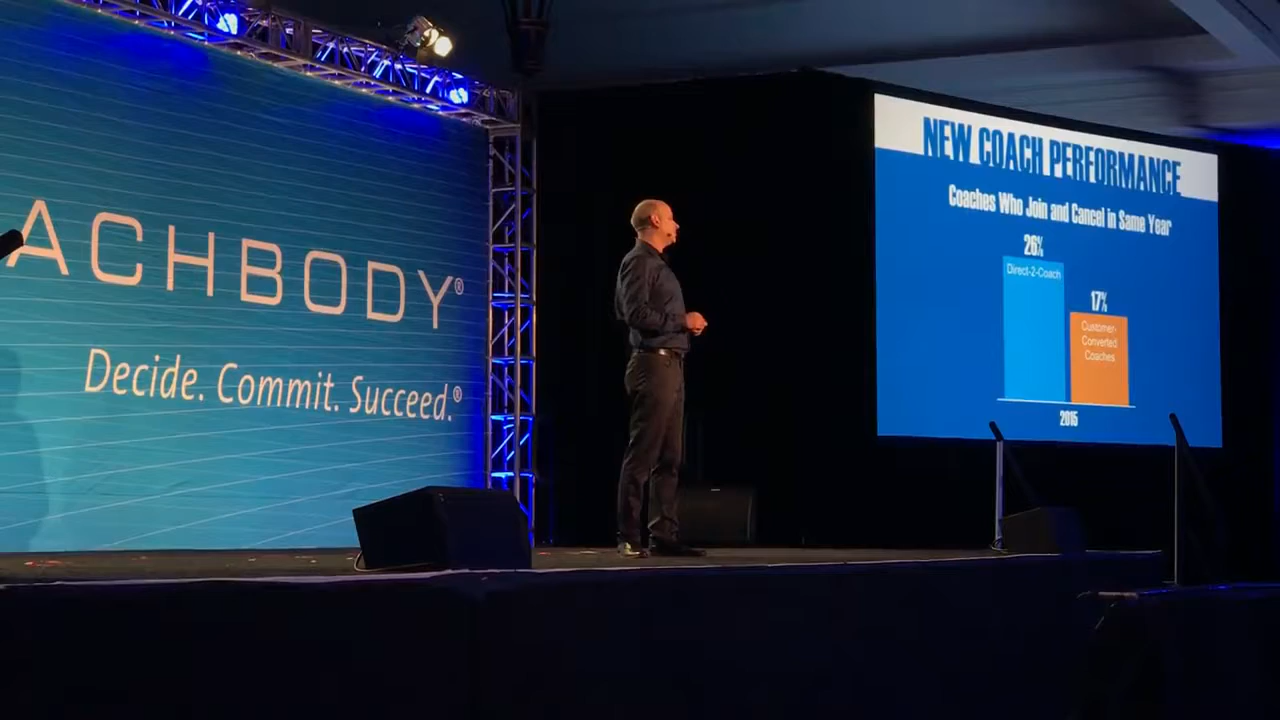 ACHBODY®
Decide. Commit. Succeed.®
NEW COACH PERFORMANCE
Coaches Who Join and Cancel in Same Year
26%
Direct-2-Coach
17%
Customer-
Converted
Coaches
2015